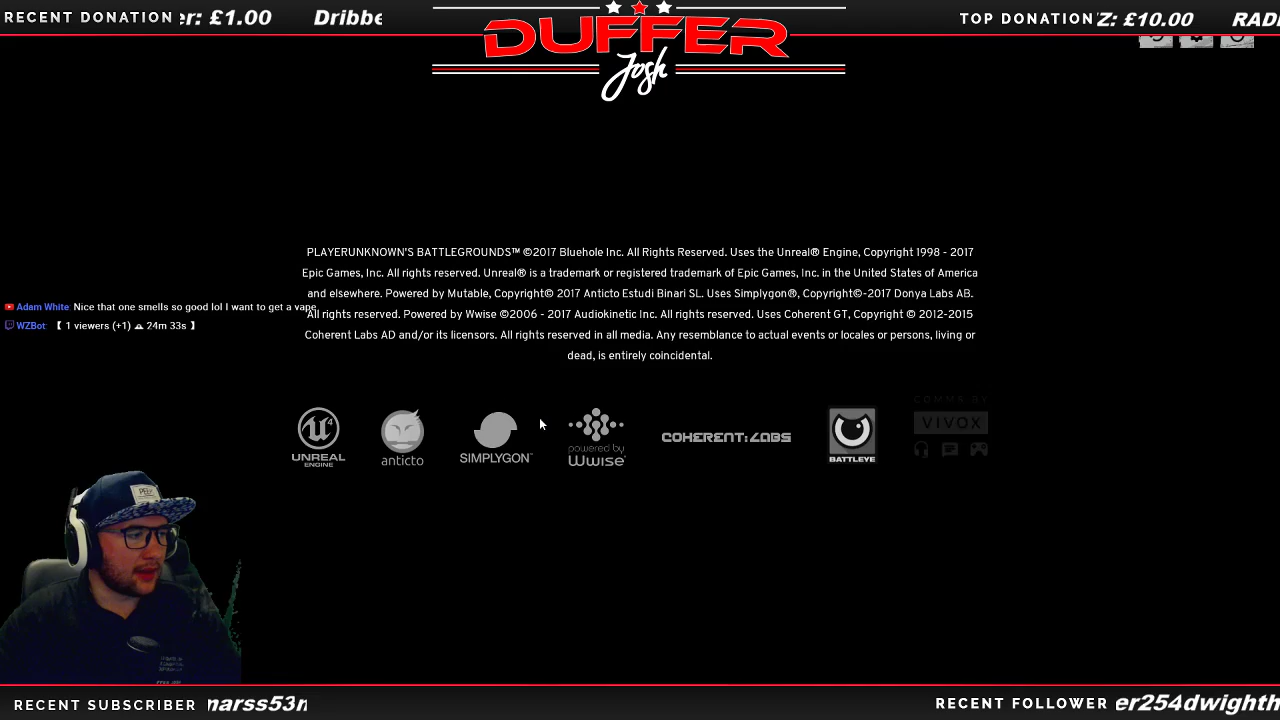 RECENT DONATION er: £1.00 Dribbe
TOP DONATION Z: £10.00 RADI
DUFFER
Josh
PLAYERUNKNOWN'S BATTLEGROUNDS™ ©2017 Bluehole Inc. All Rights Reserved. Uses the Unreal® Engine, Copyright 1998 - 2017
Epic Games, Inc. All rights reserved. Unreal® is a trademark or registered trademark of Epic Games, Inc. in the United States of America
and elsewhere. Powered by Mutable, Copyright© 2017 Anticto Estudi Binari SL. Uses Simplygon®, Copyright©-2017 Donya Labs AB.
All rights reserved. Powered by Wwise ©2006 - 2017 Audiokinetic Inc. All rights reserved. Uses Coherent GT, Copyright © 2012-2015
Coherent Labs AD and/or its licensors. All rights reserved in all media. Any resemblance to actual events or locales or persons, living or
dead, is entirely coincidental.
Adam White: Nice that one smells so good lol I want to get a vape
WZBot: 【 1 viewers (+1) 24m 33s 】
UNREAL
ENGINE
4
anticto
SIMPLYGON™
powered by
Wwise
COHERENT:LABS
BATTLEYE
COMMS BY
VIVOX
RECENT SUBSCRIBER narss53n
RECENT FOLLOWER er254dwighth